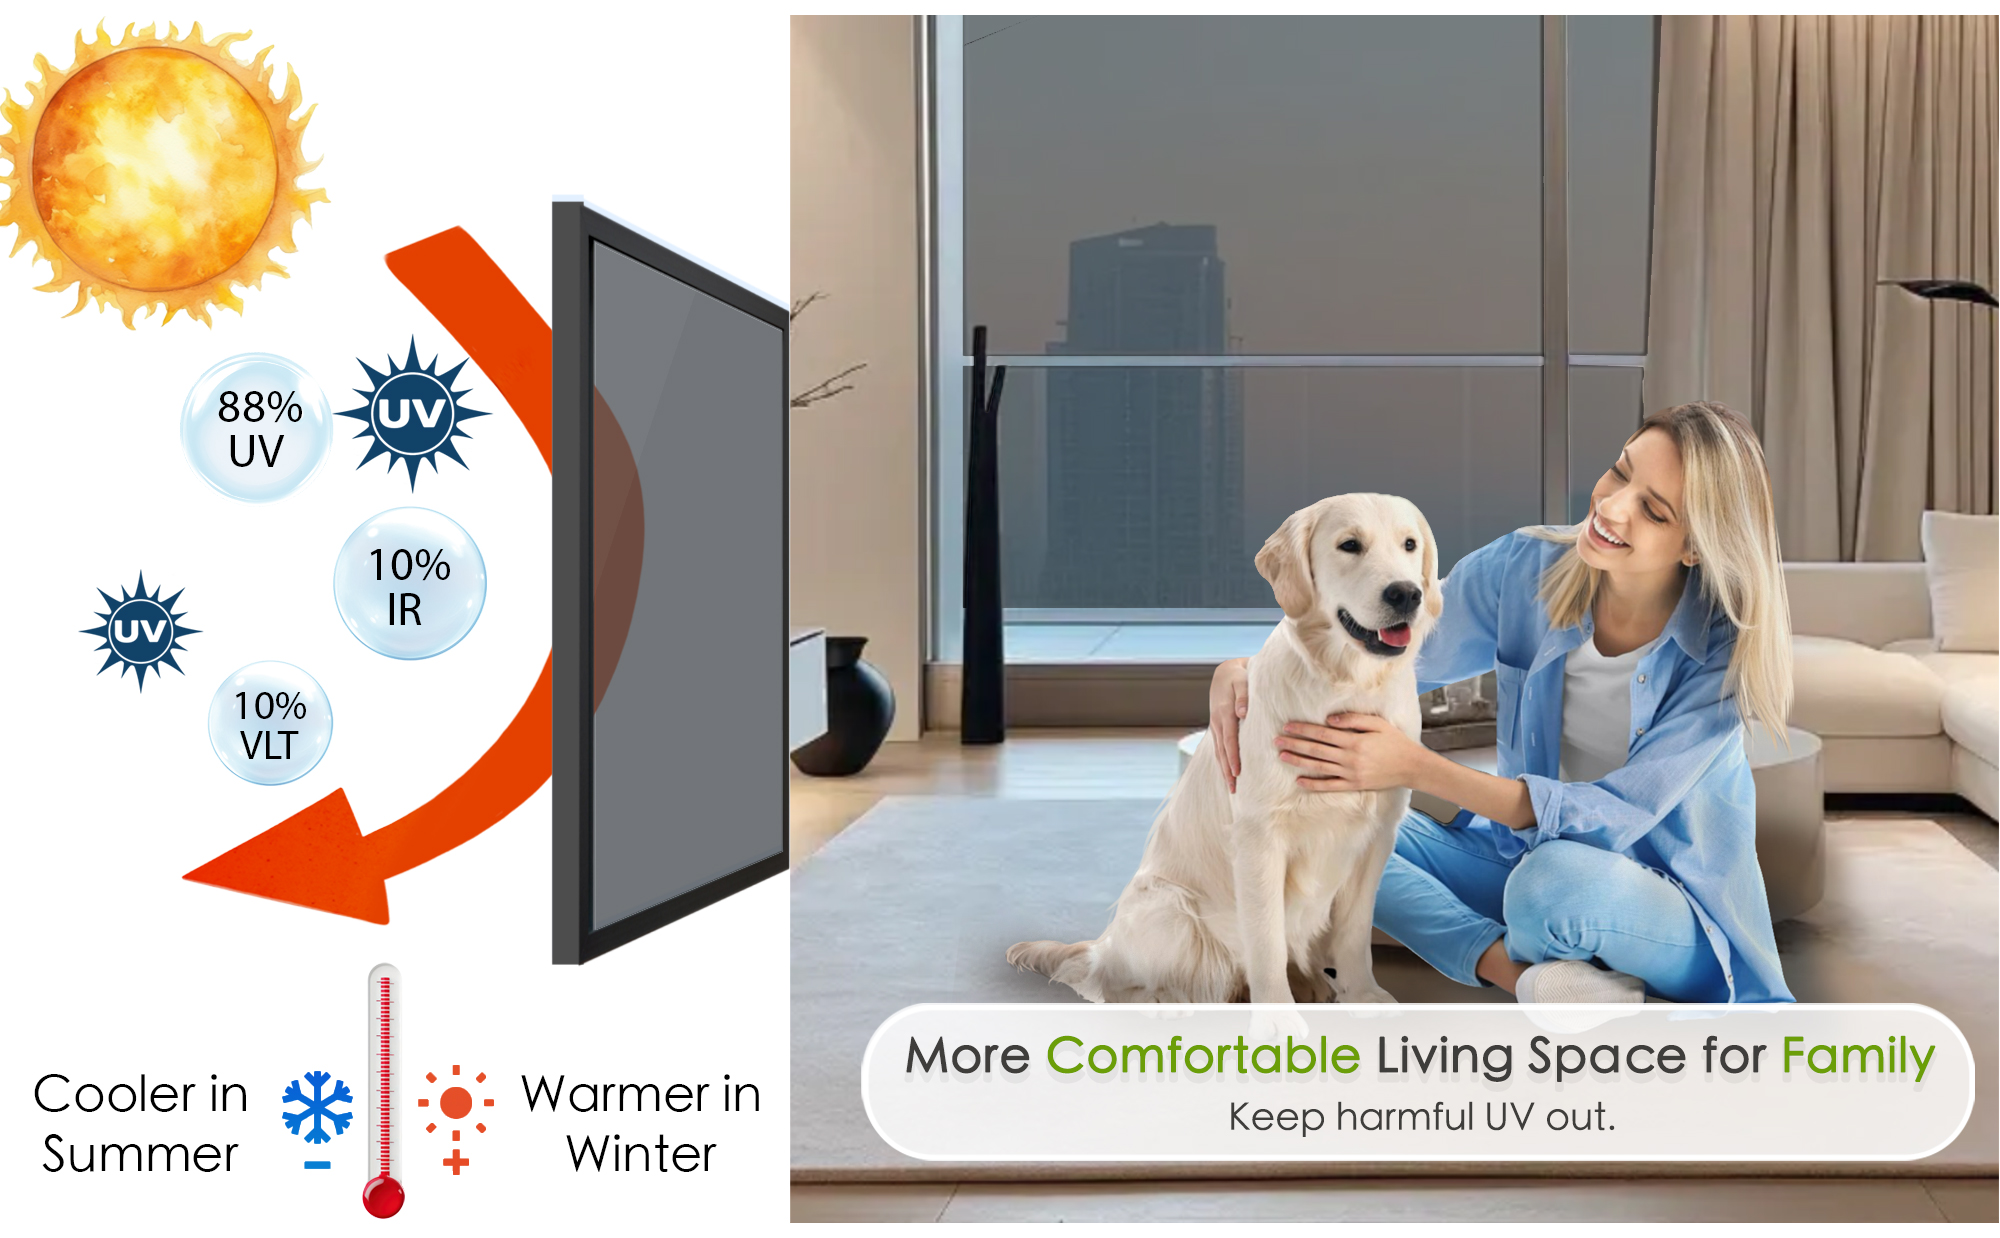 88%
UV
UV
10%
IR
UV
10%
VLT
Cooler in
Summer
Warmer in
Winter
More Comfortable Living Space for Family
Keep harmful UV out.